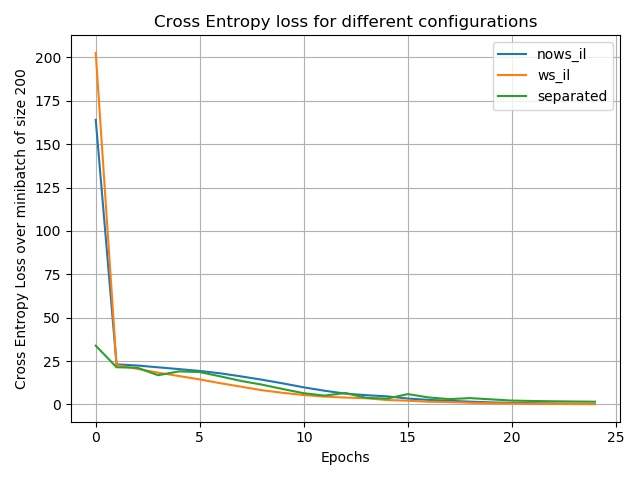 Cross Entropy loss for different configurations
nows_il
ws_il
separated
Cross Entropy Loss over minibatch of size 200
200
175
150
125
100
75
50
25
0
0 5 10 15 20 25
Epochs